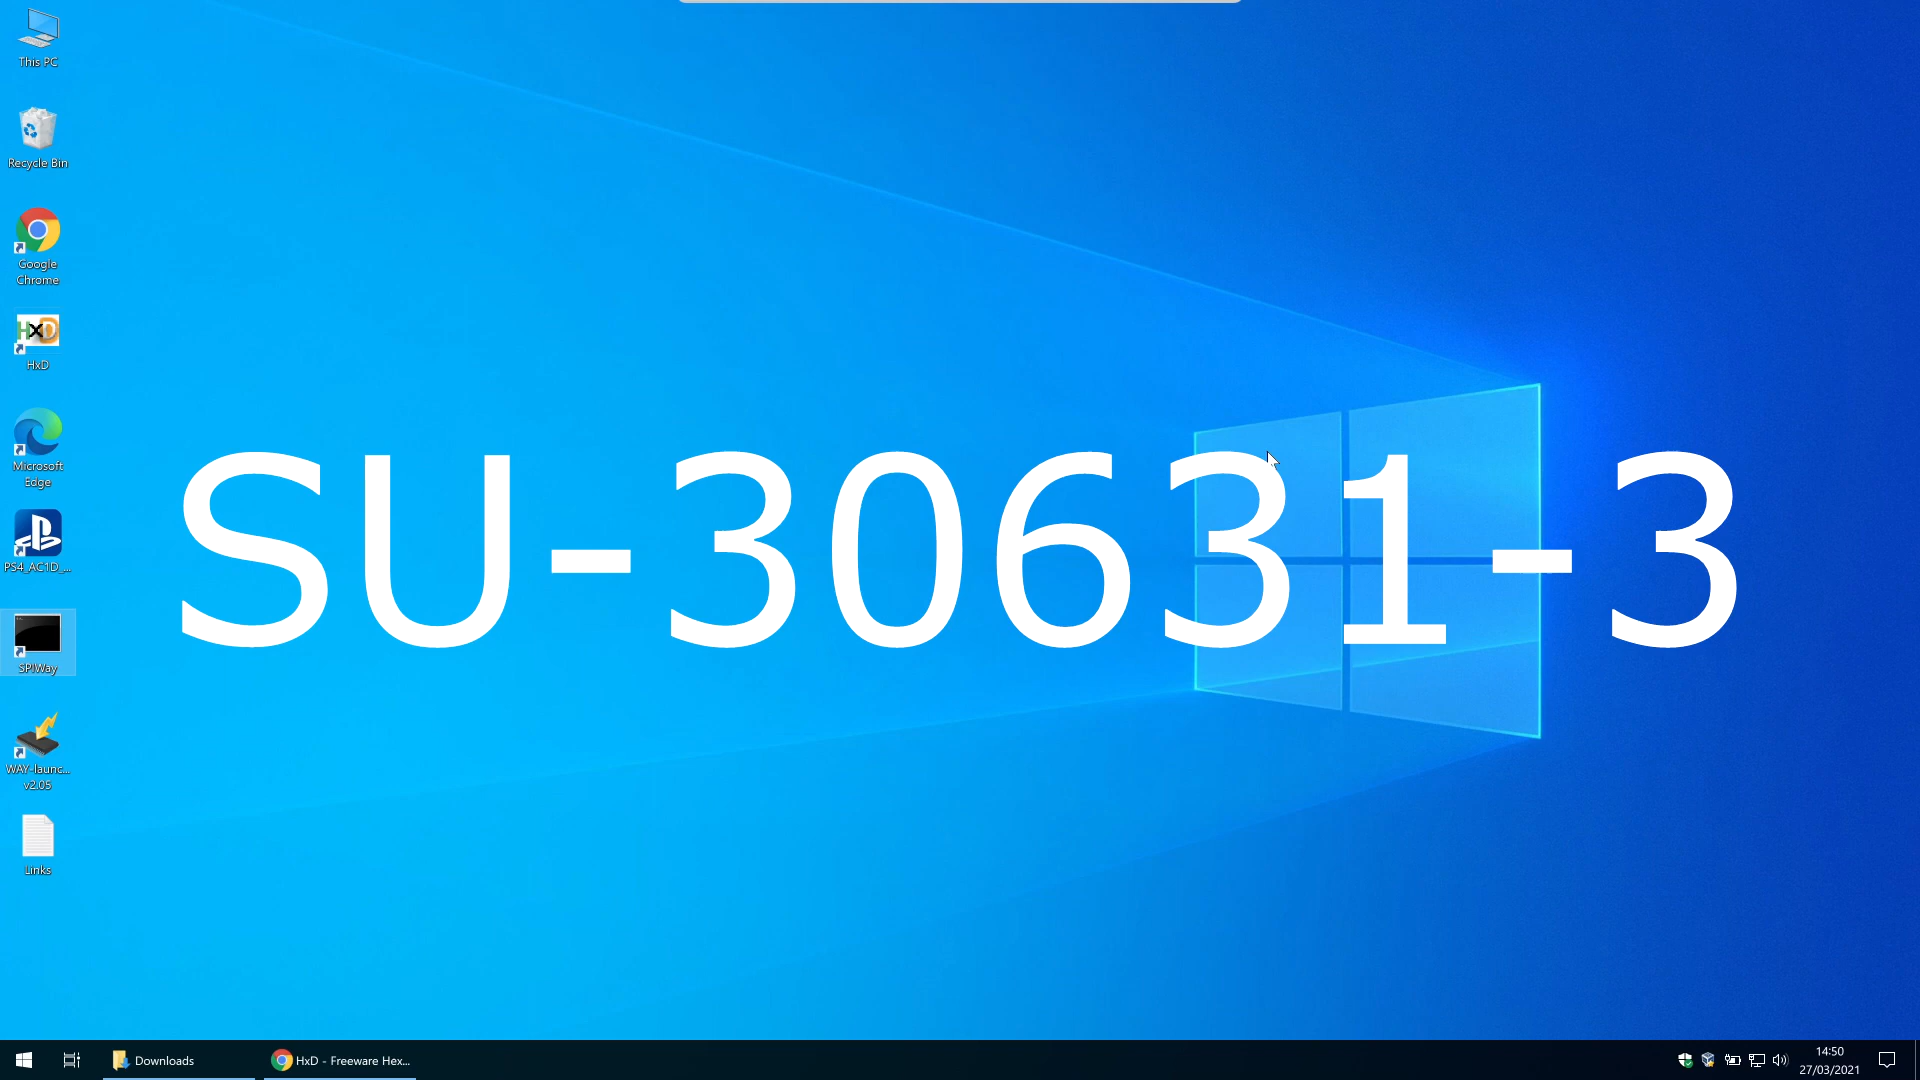 This PC
Recycle Bin
Google
Chrome
HxD
HxD
Microsoft
Edge
PS4_AC1D_...
SPIWay
WAY-launc...
v2.05
Links
SU-30631-3
Downloads
HxD - Freeware Hex...
14:50
27/03/2021